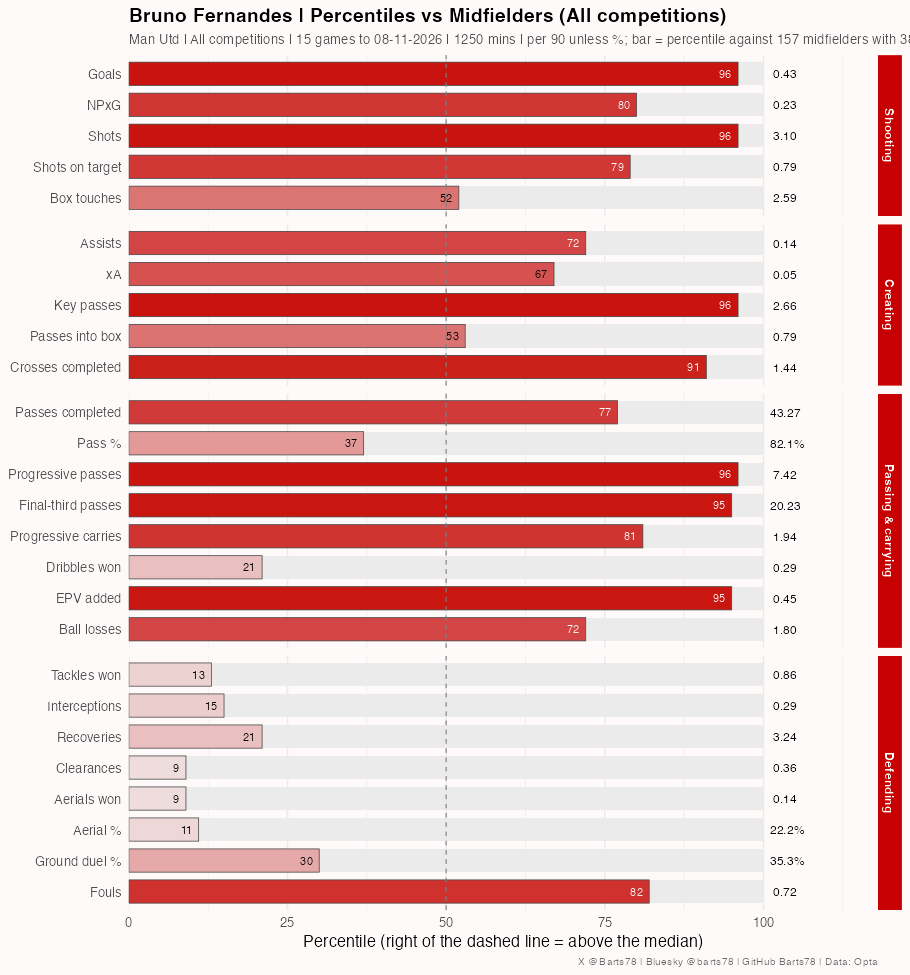 Bruno Fernandes | Percentiles vs Midfielders (All competitions)
Man Utd | All competitions | 15 games to 08-11-2026 | 1250 mins | per 90 unless %; bar = percentile against 157 midfielders with 38
Goals 96 0.43
NPxG 80 0.23
Shots 96 3.10
Shots on target 79 0.79
Box touches 52 2.59
Shooting
Assists 72 0.14
xA 67 0.05
Key passes 96 2.66
Passes into box 53 0.79
Crosses completed 91 1.44
Creating
Passes completed 77 43.27
Pass % 37 82.1%
Progressive passes 96 7.42
Final-third passes 95 20.23
Progressive carries 81 1.94
Dribbles won 21 0.29
EPV added 95 0.45
Ball losses 72 1.80
Passing & carrying
Tackles won 13 0.86
Interceptions 15 0.29
Recoveries 21 3.24
Clearances 9 0.36
Aerials won 9 0.14
Aerial % 11 22.2%
Ground duel % 30 35.3%
Fouls 82 0.72
Defending
0 25 50 75 100
Percentile (right of the dashed line = above the median)
X @Barts78 | Bluesky @barts78 | GitHub Barts78 | Data: Opta